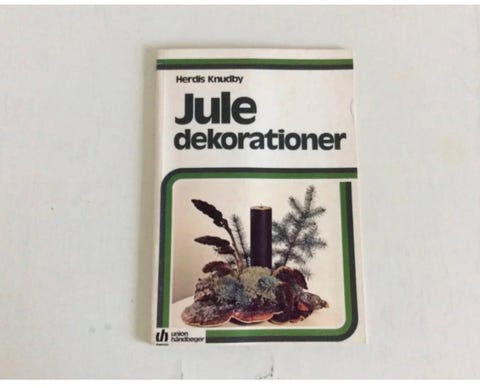 Herdis Knudby
Jule
dekorationer
union
håndbøger